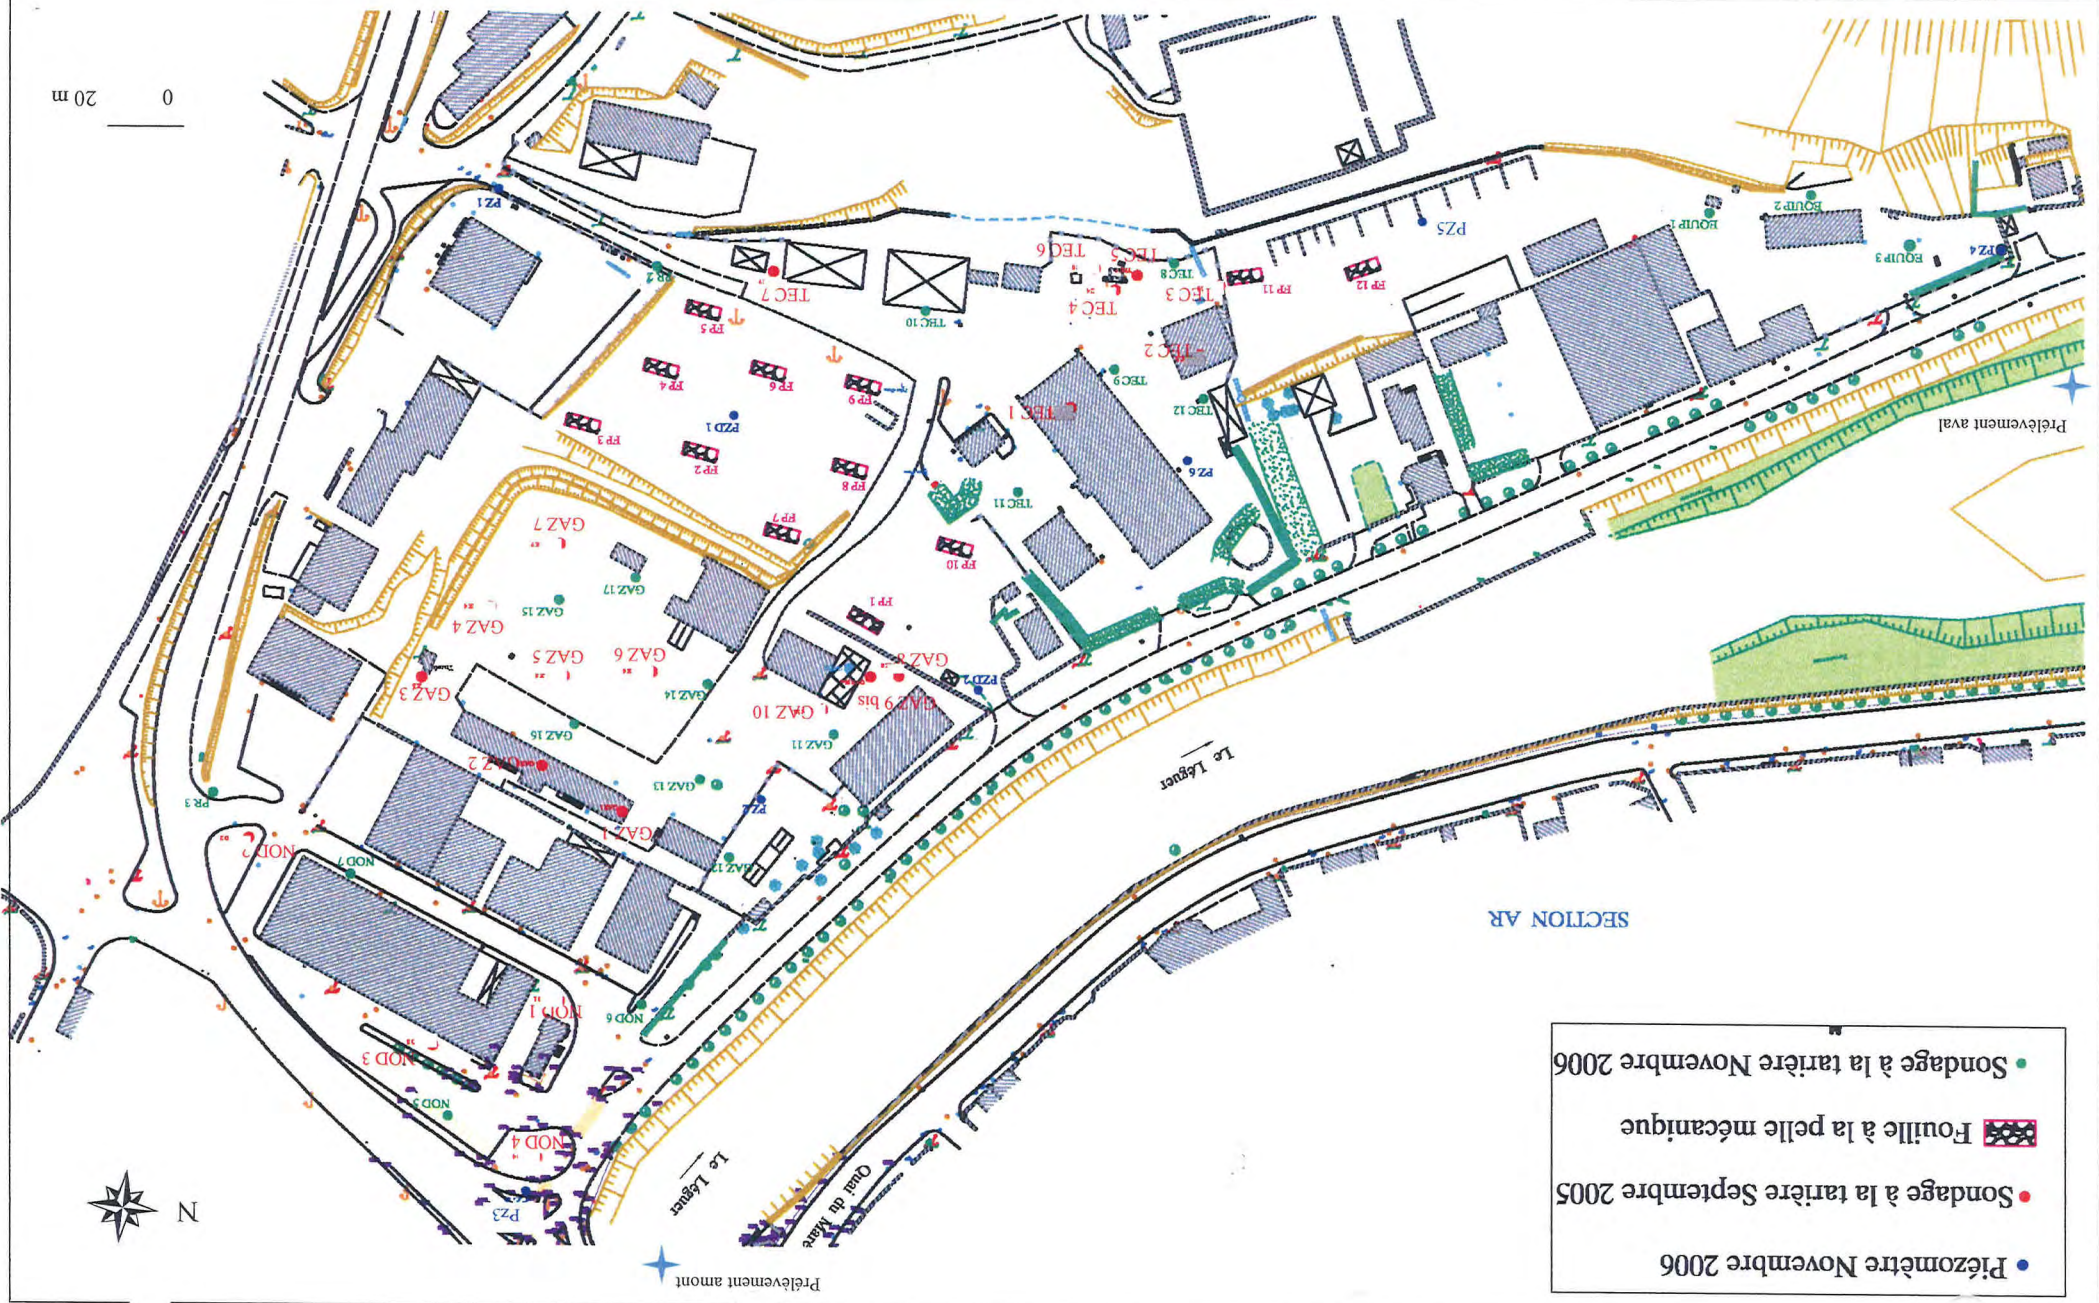 Piézomètre Novembre 2006
Sondage à la tarière Septembre 2005
Fouille à la pelle mécanique
Sondage à la tarière Novembre 2006
Prélèvement amont
N
Pz3
NOD 4
NOD 5
NOD 3
NOD 1
NOD 6
NOD 7
NOD 2
PR 3
Le Léguer
Quai du Maré
SECTION AR
Le Léguer
GAZ 12
GAZ 1
GAZ 13
GAZ 2
GAZ 16
GAZ 11
GAZ 10
GAZ 9 bis
GAZ 8
GAZ 14
PZD 2
GAZ 3
GAZ 5
GAZ 6
GAZ 4
GAZ 15
GAZ 17
GAZ 7
FP 1
FP 10
FP 7
FP 8
FP 2
FP 3
PZD 1
FP 9
FP 6
FP 4
FP 5
TEC 11
PZ 6
TEC 1
TEC 12
TEC 9
TEC 2
TEC 10
TEC 4
TEC 3
TEC 7
TEC 8
TEC 5
TEC 6
FP 11
FP 12
PR 2
PZ 1
PZ5
EQUIP 1
EQUIP 2
EQUIP 3
PZ 4
Prélèvement aval
0
20 m